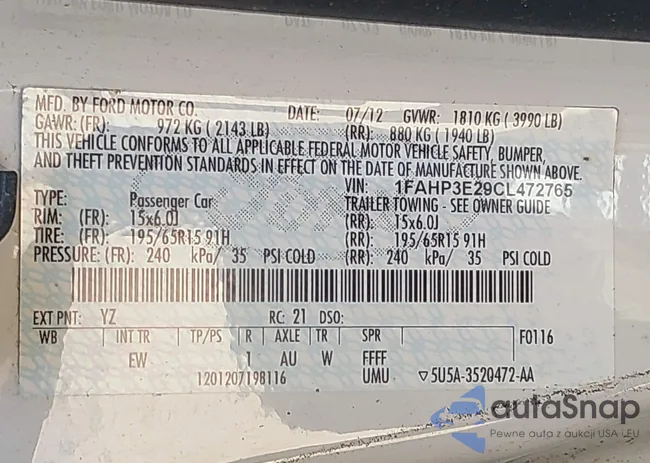 MFD. BY FORD MOTOR CO. DATE: 07/12 GVWR: 1810 KG ( 3990 LB)
GAWR: (FR): 972 KG ( 2143 LB) (RR): 880 KG ( 1940 LB)
THIS VEHICLE CONFORMS TO ALL APPLICABLE FEDERAL MOTOR VEHICLE SAFETY, BUMPER,
AND THEFT PREVENTION STANDARDS IN EFFECT ON THE DATE OF MANUFACTURE SHOWN ABOVE.
VIN: 1FAHP3E29CL472765
TYPE: Passenger Car TRAILER TOWING - SEE OWNER GUIDE
RIM: (FR): 15x6.0J (RR): 15x6.0J
TIRE: (FR): 195/65R15 91H (RR): 195/65R15 91H
PRESSURE: (FR): 240 kPa/ 35 PSI COLD (RR): 240 kPa/ 35 PSI COLD
EXT PNT: YZ RC: 21 DSO:
WB INT TR TP/PS R AXLE TR SPR F0116
EW 1 AU W FFFF
1201207198116 UMU ▽5U5A-3520472-AA
autaSnap
Pewne auta z aukcji USA i EU